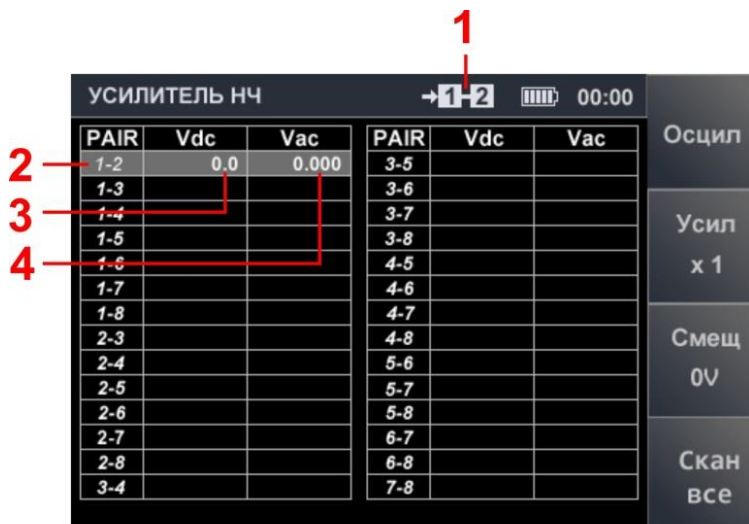 1
УСИЛИТЕЛЬ НЧ →1-2 00:00
Осцил
Усил
x 1
Смещ
0V
Скан
все
PAIR Vdc Vac PAIR Vdc Vac
2 1-2 0.0 0.000 3-5
1-3 3-6
3 1-4 3-7
1-5 3-8
4 1-6 4-5
1-7 4-6
1-8 4-7
2-3 4-8
2-4 5-6
2-5 5-7
2-6 5-8
2-7 6-7
2-8 6-8
3-4 7-8